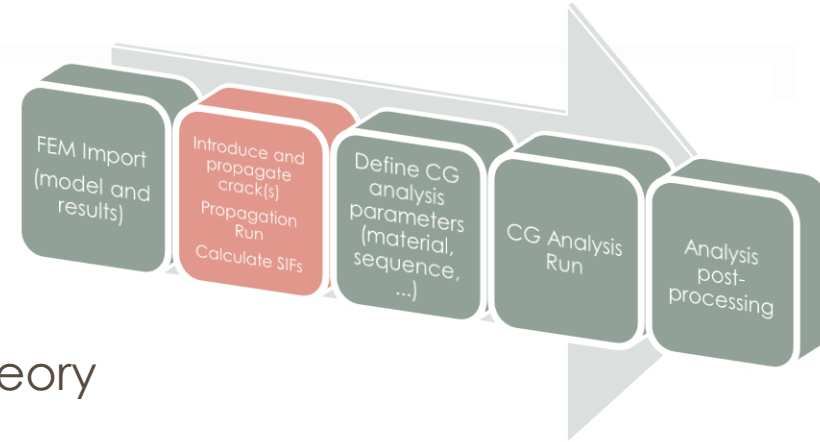 FEM Import
(model and
results)
Introduce and
propagate
crack(s)
Propagation
Run
Calculate SIFs
Define CG
analysis
parameters
(material,
sequence,
...)
CG Analysis
Run
Analysis
post-
processing
eory